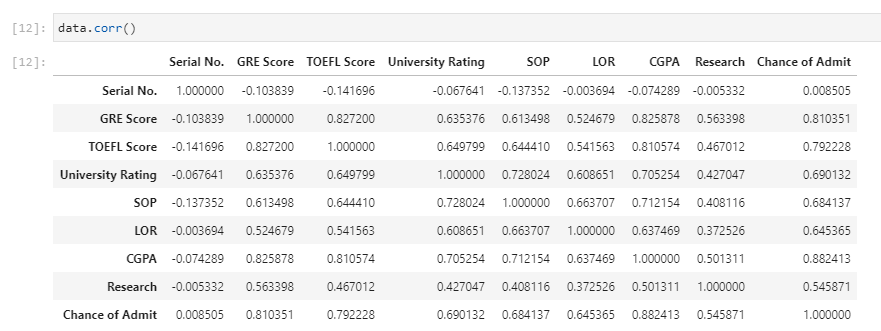 [12]: data.corr()
[12]: Serial No. GRE Score TOEFL Score University Rating SOP LOR CGPA Research Chance of Admit
Serial No. 1.000000 -0.103839 -0.141696 -0.067641 -0.137352 -0.003694 -0.074289 -0.005332 0.008505
GRE Score -0.103839 1.000000 0.827200 0.635376 0.613498 0.524679 0.825878 0.563398 0.810351
TOEFL Score -0.141696 0.827200 1.000000 0.649799 0.644410 0.541563 0.810574 0.467012 0.792228
University Rating -0.067641 0.635376 0.649799 1.000000 0.728024 0.608651 0.705254 0.427047 0.690132
SOP -0.137352 0.613498 0.644410 0.728024 1.000000 0.663707 0.712154 0.408116 0.684137
LOR -0.003694 0.524679 0.541563 0.608651 0.663707 1.000000 0.637469 0.372526 0.645365
CGPA -0.074289 0.825878 0.810574 0.705254 0.712154 0.637469 1.000000 0.501311 0.882413
Research -0.005332 0.563398 0.467012 0.427047 0.408116 0.372526 0.501311 1.000000 0.545871
Chance of Admit 0.008505 0.810351 0.792228 0.690132 0.684137 0.645365 0.882413 0.545871 1.000000